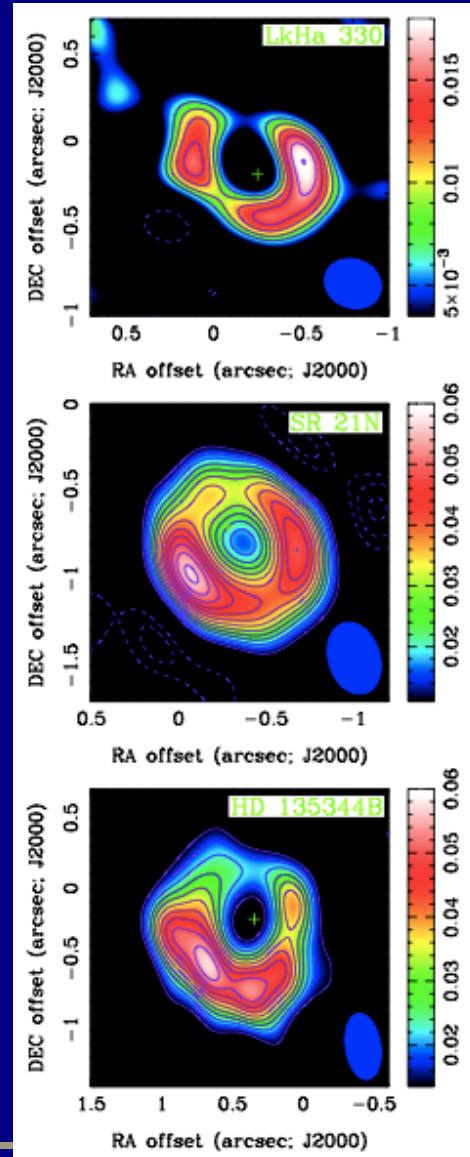 LkHa 330
DEC offset (arcsec; J2000)
0.5
0
−0.5
−1
0.5 0 −0.5 −1
RA offset (arcsec; J2000)
0.015
0.01
5×10⁻³
SR 21N
DEC offset (arcsec; J2000)
0
−0.5
−1
−1.5
0.5 0 −0.5 −1
RA offset (arcsec; J2000)
0.06
0.05
0.04
0.03
0.02
HD 135344B
DEC offset (arcsec; J2000)
0.5
0
−0.5
−1
1.5 1 0.5 0 −0.5
RA offset (arcsec; J2000)
0.06
0.05
0.04
0.03
0.02